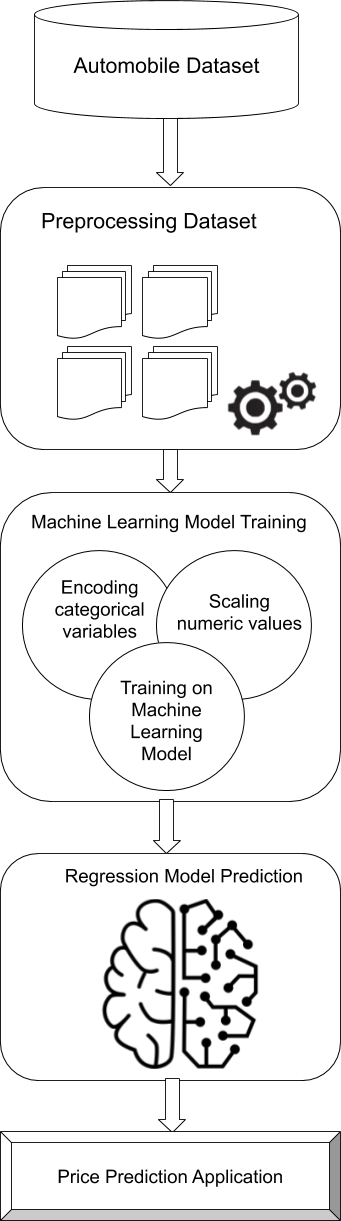 Automobile Dataset
Preprocessing Dataset
Machine Learning Model Training
Encoding
categorical
variables
Scaling
numeric values
Training on
Machine
Learning
Model
Regression Model Prediction
Price Prediction Application